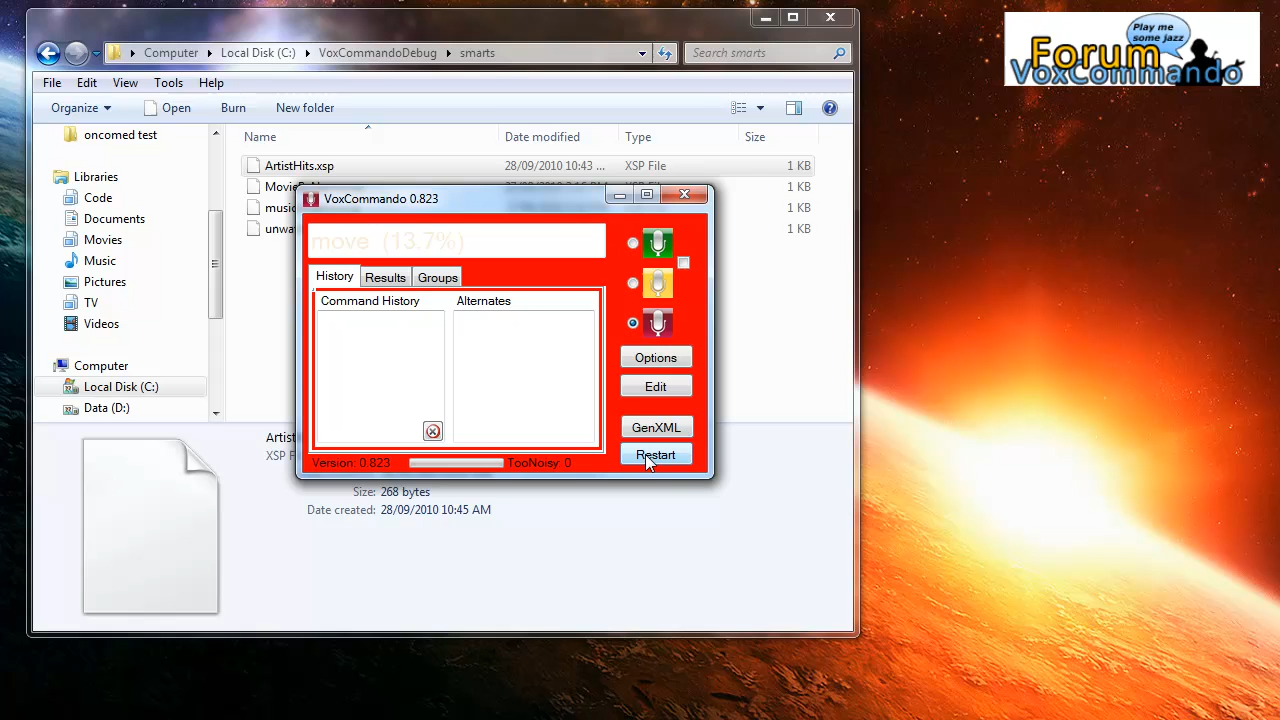 Computer Local Disk (C:) VoxCommandoDebug smarts
Search smarts
File Edit View Tools Help
Organize Open Burn New folder
oncomed test
Libraries
Code
Documents
Movies
Music
Pictures
TV
Videos
Computer
Local Disk (C:)
Data (D:)
Name Date modified Type Size
ArtistHits.xsp 28/09/2010 10:43 ... XSP File 1 KB
1 KB
music 1 KB
unwa 1 KB
VoxCommando 0.823
move (13.7%)
History Results Groups
Command History Alternates
Options
Edit
GenXML
Restart
Version: 0.823 TooNoisy: 0
Artist
XSP F
Size: 268 bytes
Date created: 28/09/2010 10:45 AM
Play me
some jazz
Forum
VoxCommando